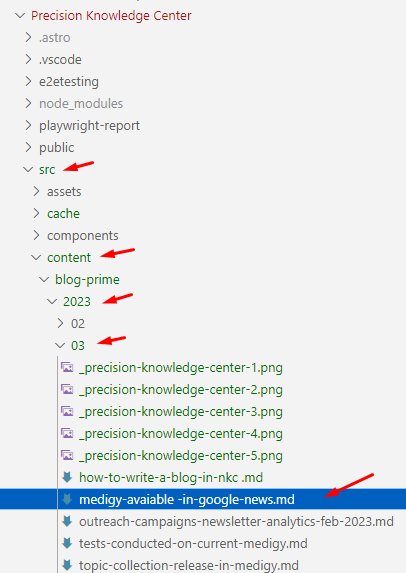 Precision Knowledge Center
.astro
.vscode
e2etesting
node_modules
playwright-report
public
src
assets
cache
components
content
blog-prime
2023
02
03
_precision-knowledge-center-1.png
_precision-knowledge-center-2.png
_precision-knowledge-center-3.png
_precision-knowledge-center-4.png
_precision-knowledge-center-5.png
how-to-write-a-blog-in-nkc .md
medigy-avaiable -in-google-news.md
outreach-campaigns-newsletter-analytics-feb-2023.md
tests-conducted-on-current-medigy.md
topic-collection-release-in-medigy.md